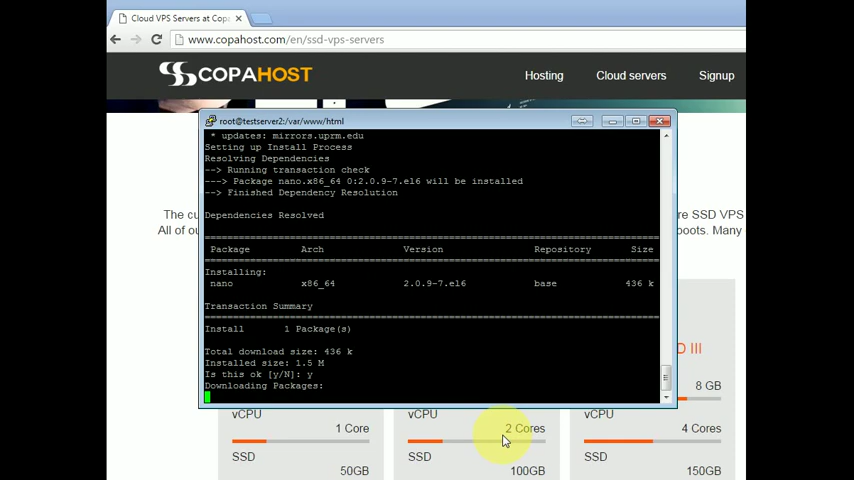 Cloud VPS Servers at Cop
www.copahost.com/en/ssd-vps-servers
COPAHOST
Hosting
Cloud servers
Signup
root@testserver2:/var/www/html
* updates: mirrors.uprm.edu
Setting up Install Process
Resolving Dependencies
--> Running transaction check
---> Package nano.x86_64 0:2.0.9-7.el6 will be installed
--> Finished Dependency Resolution
Dependencies Resolved
Package Arch Version Repository Size
Installing:
nano x86_64 2.0.9-7.el6 base 436 k
Transaction Summary
Install 1 Package(s)
Total download size: 436 k
Installed size: 1.5 M
Is this ok [y/N]: y
Downloading Packages:
The cu
re SSD VPS
All of ou
boots. Many
D III
8 GB
vCPU
1 Core
vCPU
2 Cores
vCPU
4 Cores
SSD
50GB
SSD
100GB
SSD
150GB